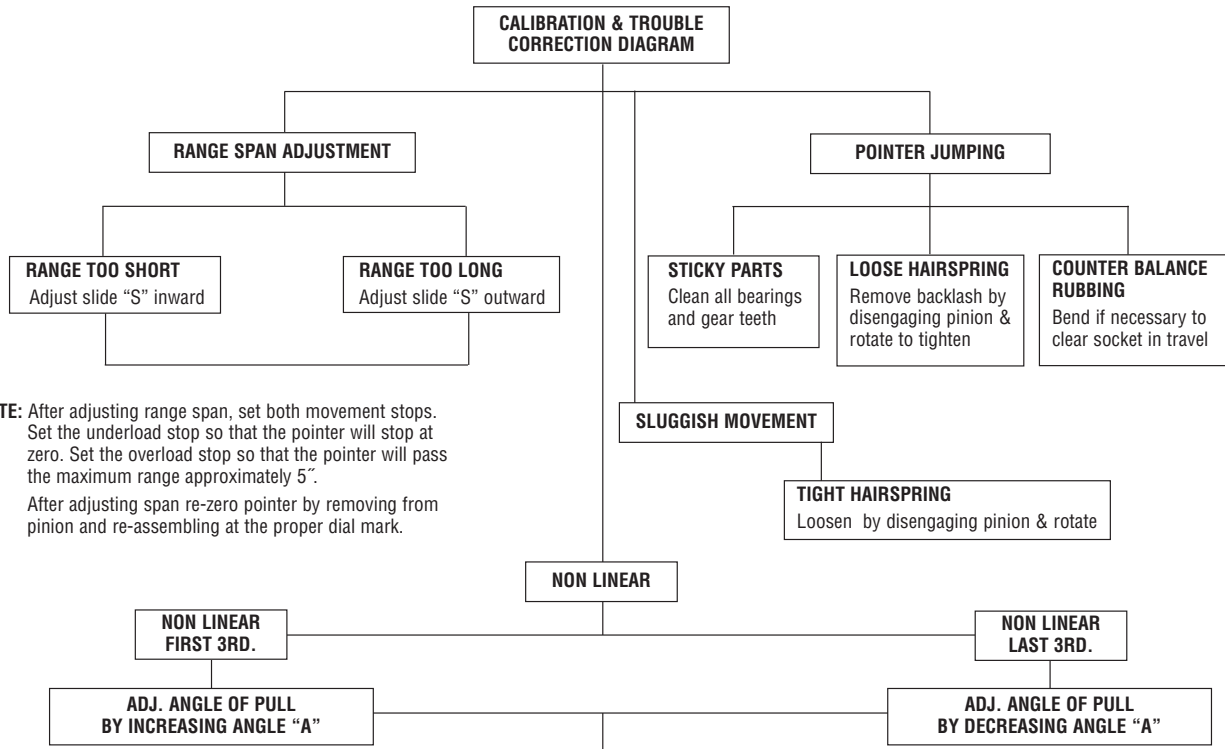 CALIBRATION & TROUBLE
CORRECTION DIAGRAM
RANGE SPAN ADJUSTMENT
POINTER JUMPING
RANGE TOO SHORT
Adjust slide “S” inward
RANGE TOO LONG
Adjust slide “S” outward
STICKY PARTS
Clean all bearings
and gear teeth
LOOSE HAIRSPRING
Remove backlash by
disengaging pinion &
rotate to tighten
COUNTER BALANCE
RUBBING
Bend if necessary to
clear socket in travel
TE: After adjusting range span, set both movement stops.
Set the underload stop so that the pointer will stop at
zero. Set the overload stop so that the pointer will pass
the maximum range approximately 5˝.
After adjusting span re-zero pointer by removing from
pinion and re-assembling at the proper dial mark.
SLUGGISH MOVEMENT
TIGHT HAIRSPRING
Loosen by disengaging pinion & rotate
NON LINEAR
NON LINEAR
FIRST 3RD.
NON LINEAR
LAST 3RD.
ADJ. ANGLE OF PULL
BY INCREASING ANGLE “A”
ADJ. ANGLE OF PULL
BY DECREASING ANGLE “A”